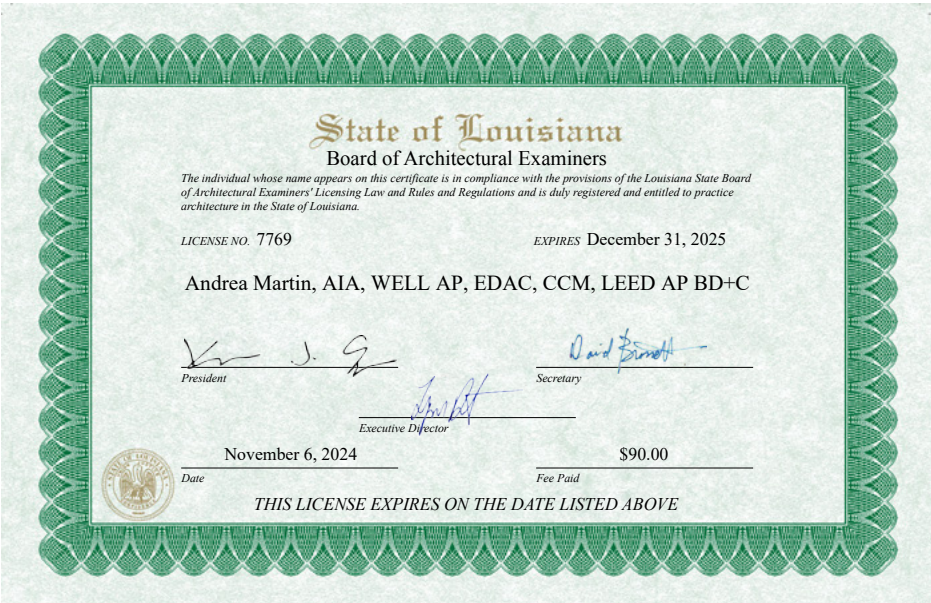 State of Louisiana
Board of Architectural Examiners
The individual whose name appears on this certificate is in compliance with the provisions of the Louisiana State Board
of Architectural Examiners' Licensing Law and Rules and Regulations and is duly registered and entitled to practice
architecture in the State of Louisiana.
LICENSE NO. 7769 EXPIRES December 31, 2025
Andrea Martin, AIA, WELL AP, EDAC, CCM, LEED AP BD+C
President Secretary
Executive Director
November 6, 2024 $90.00
Date Fee Paid
THIS LICENSE EXPIRES ON THE DATE LISTED ABOVE